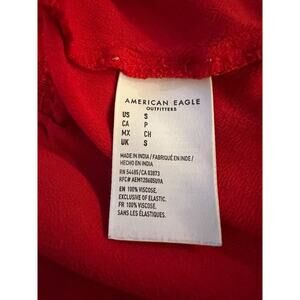 AMERICAN EAGLE
OUTFITTERS
US S
CA P
MX CH
UK S
MADE IN INDIA / FABRIQUÉ EN INDE /
HECHO EN INDIA
RN 54485/CA 03873
RFC# AEM120605U9A
EN 100% VISCOSE.
EXCLUSIVE OF ELASTIC.
FR 100% VISCOSE.
SANS LES ÉLASTIQUES.